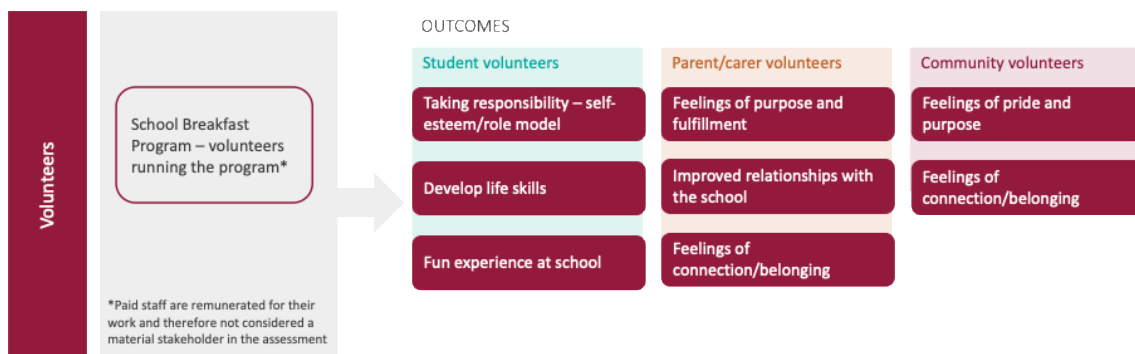 Volunteers
School Breakfast
Program – volunteers
running the program*
*Paid staff are remunerated for their
work and therefore not considered a
material stakeholder in the assessment
OUTCOMES
Student volunteers
Taking responsibility – self-
esteem/role model
Develop life skills
Fun experience at school
Parent/carer volunteers
Feelings of purpose and
fulfillment
Improved relationships with
the school
Feelings of
connection/belonging
Community volunteers
Feelings of pride and
purpose
Feelings of
connection/belonging